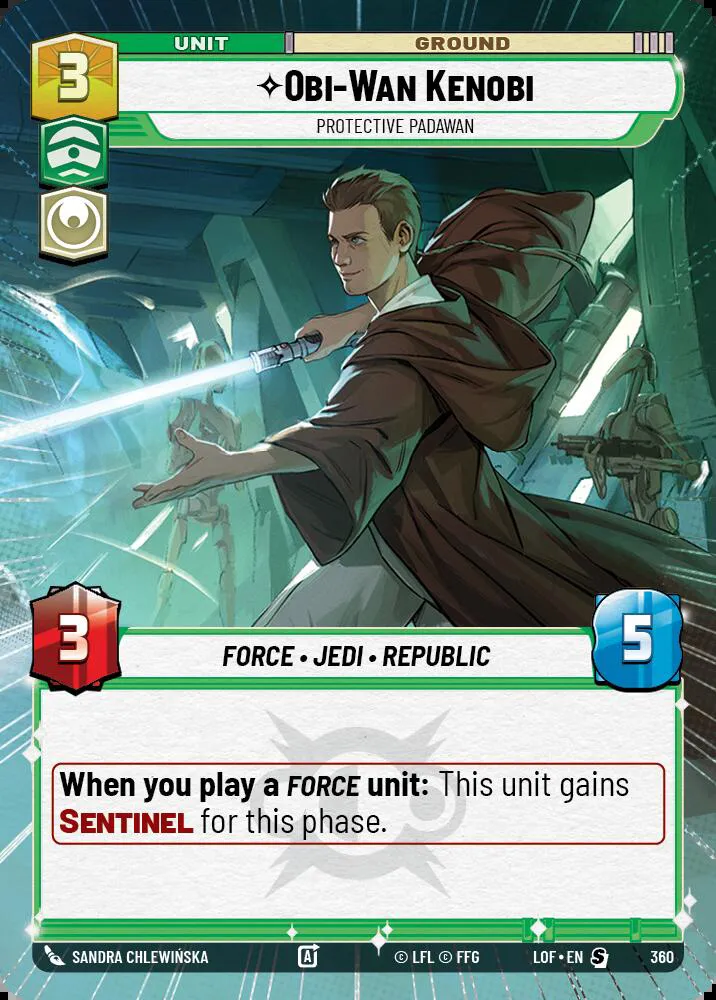 UNIT
GROUND
3
OBI-WAN KENOBI
PROTECTIVE PADAWAN
3
FORCE • JEDI • REPUBLIC
5
When you play a FORCE unit: This unit gains
SENTINEL for this phase.
SANDRA CHLEWIŃSKA
A
© LFL © FFG
LOF • EN
S
360